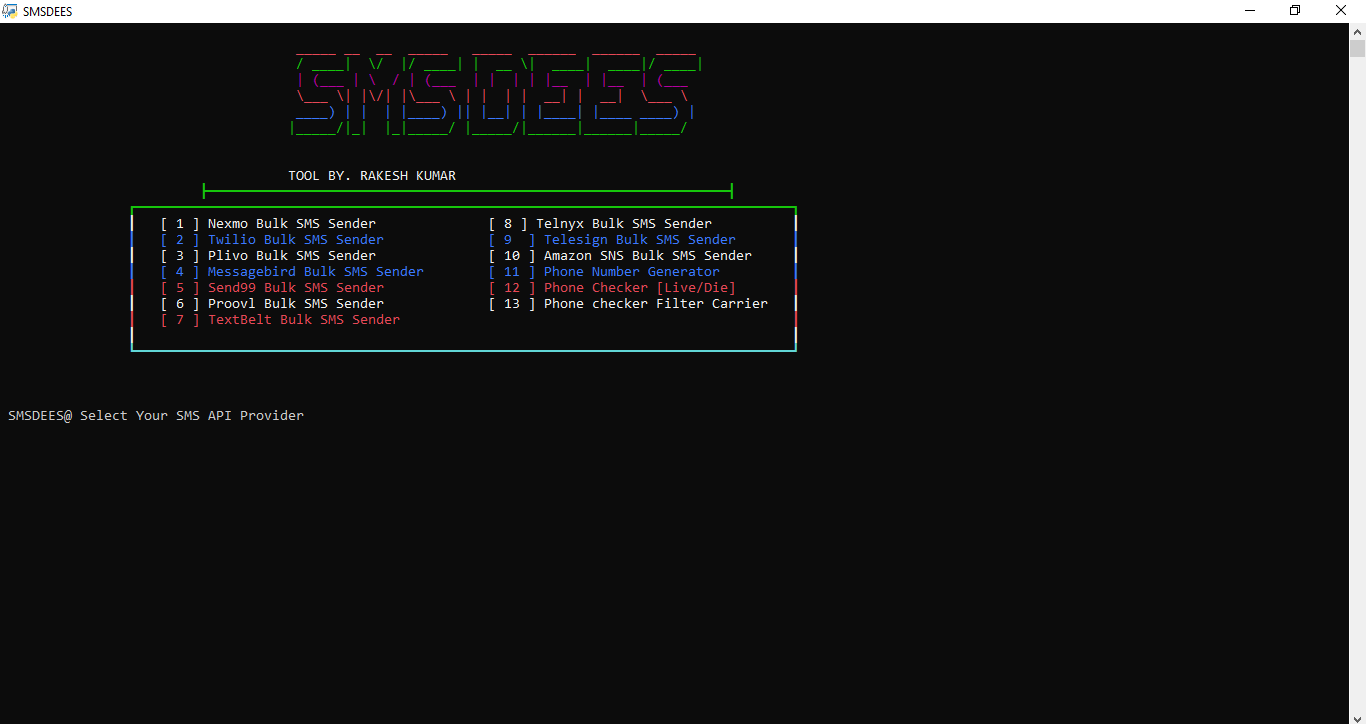 SMSDEES
SMSDEES
TOOL BY. RAKESH KUMAR
[ 1 ] Nexmo Bulk SMS Sender [ 8 ] Telnyx Bulk SMS Sender
[ 2 ] Twilio Bulk SMS Sender [ 9  ] Telesign Bulk SMS Sender
[ 3 ] Plivo Bulk SMS Sender [ 10 ] Amazon SNS Bulk SMS Sender
[ 4 ] Messagebird Bulk SMS Sender [ 11 ] Phone Number Generator
[ 5 ] Send99 Bulk SMS Sender [ 12 ] Phone Checker [Live/Die]
[ 6 ] Proovl Bulk SMS Sender [ 13 ] Phone checker Filter Carrier
[ 7 ] TextBelt Bulk SMS Sender
SMSDEES@ Select Your SMS API Provider